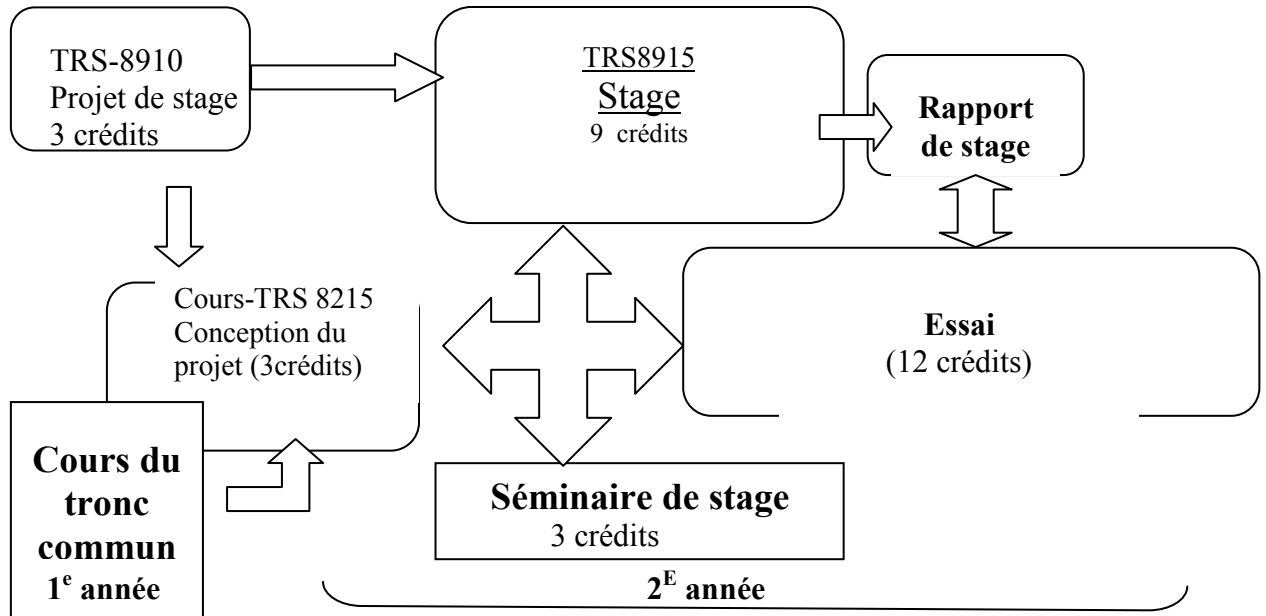 TRS-8910
Projet de stage
3 crédits
TRS8915
Stage
9 crédits
Rapport
de stage
Cours-TRS 8215
Conception du
projet (3crédits)
Essai
(12 crédits)
Cours du
tronc
commun
1e année
Séminaire de stage
3 crédits
2E année